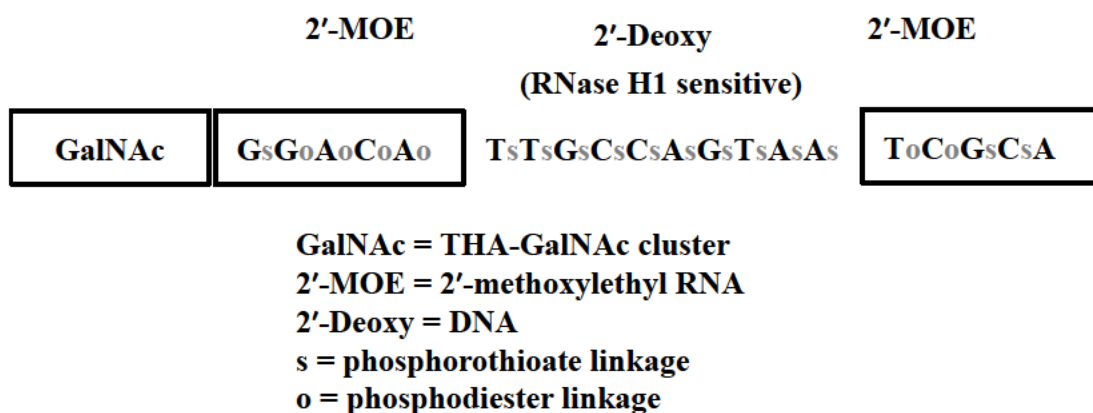 2′-MOE 2′-Deoxy 2′-MOE
(RNase H1 sensitive)
GalNAc GsGoAoCoAo TsTsGsCsCsAsGsTsAsAs ToCoGsCsA
GalNAc = THA-GalNAc cluster
2′-MOE = 2′-methoxylethyl RNA
2′-Deoxy = DNA
s = phosphorothioate linkage
o = phosphodiester linkage